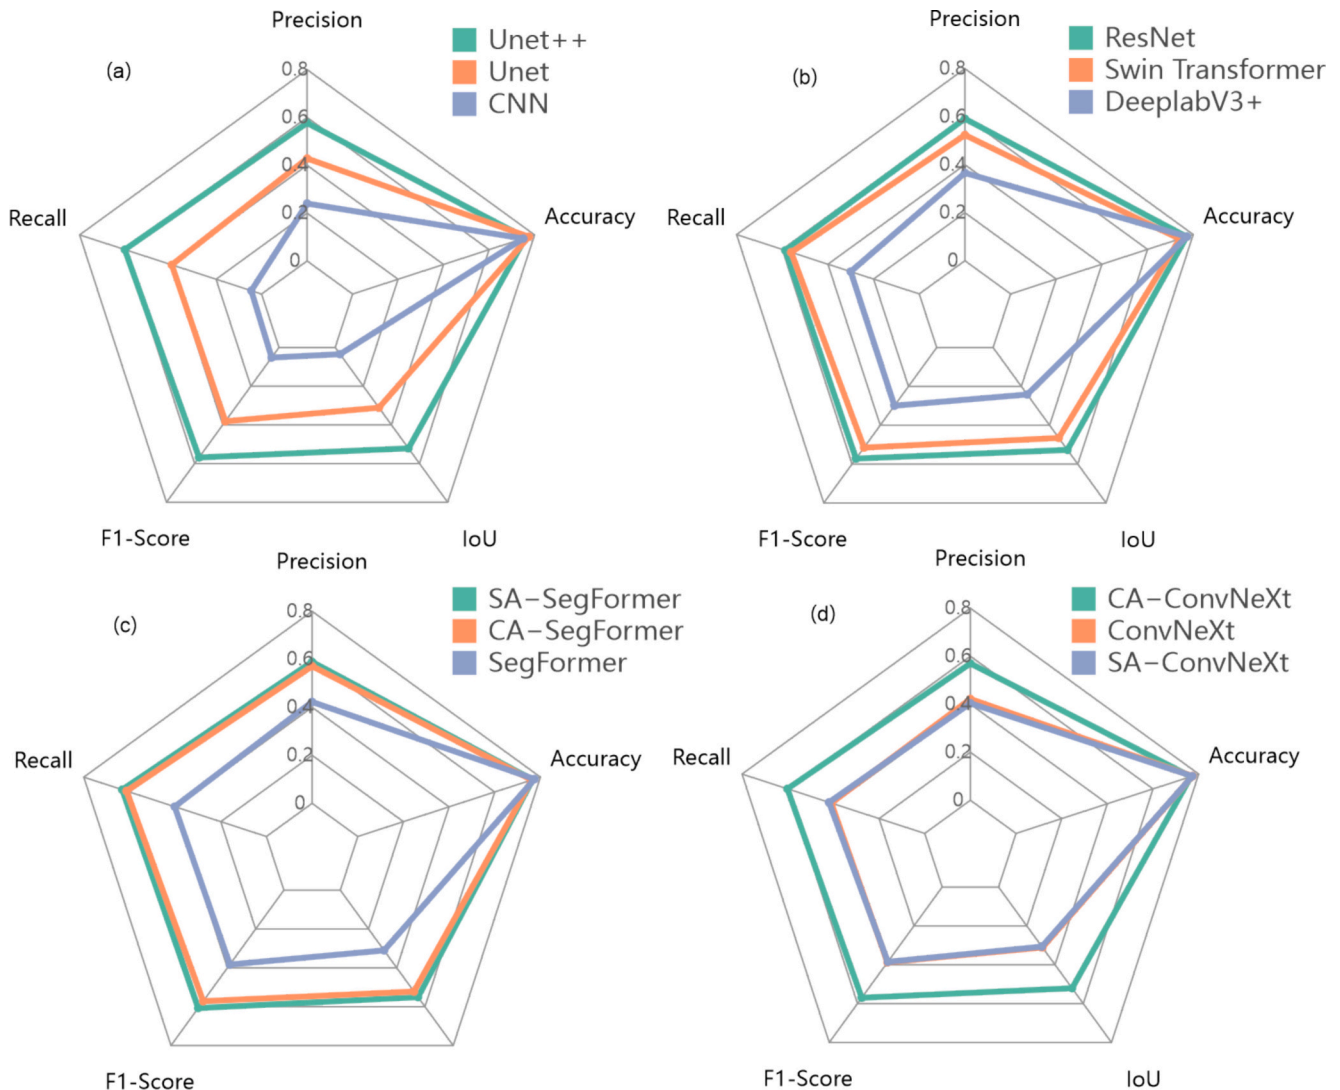 Precision
(a)
Unet++
Unet
CNN
0.8
0.6
0.4
0.2
0
Recall
Accuracy
F1-Score
IoU
Precision
(b)
ResNet
Swin Transformer
DeeplabV3+
0.8
0.6
0.4
0.2
0
Recall
Accuracy
F1-Score
IoU
Precision
(c)
SA-SegFormer
CA-SegFormer
SegFormer
0.8
0.6
0.4
0.2
0
Recall
Accuracy
F1-Score
(d)
CA-ConvNeXt
ConvNeXt
SA-ConvNeXt
Precision
0.8
0.6
0.4
0.2
0
Recall
Accuracy
F1-Score
IoU